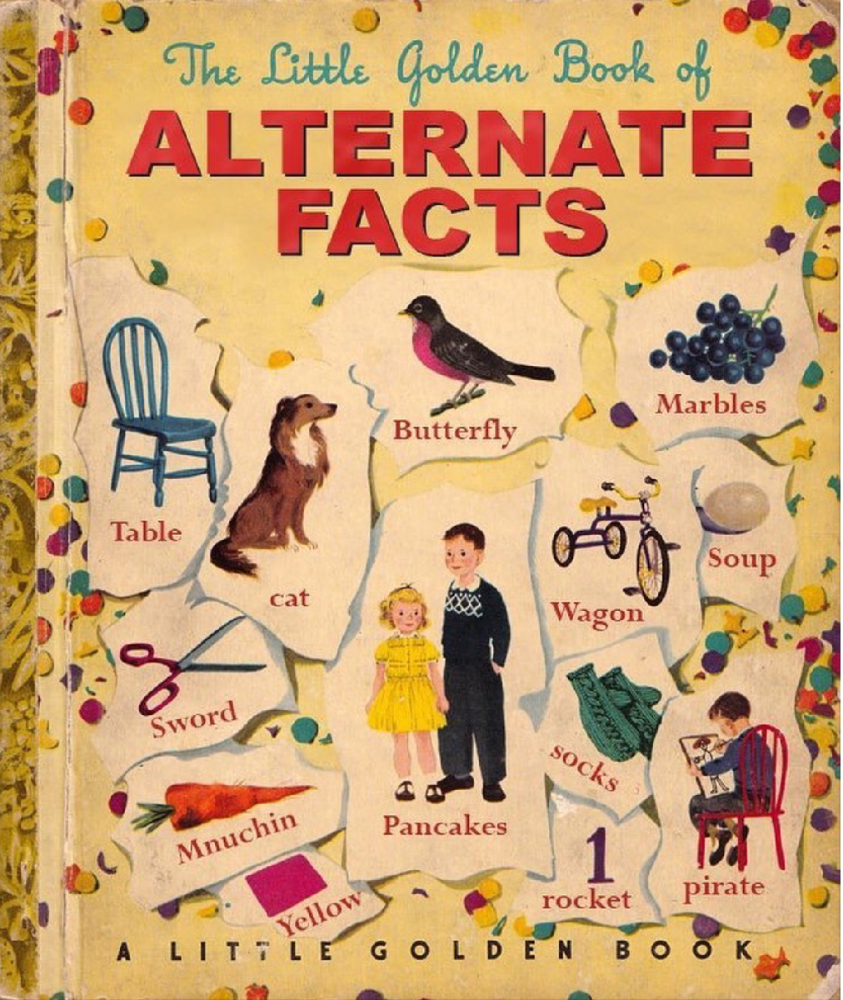 The Little Golden Book of
ALTERNATE
FACTS
Butterfly
Marbles
Table
cat
Wagon
Soup
Sword
socks
Mnuchin
Pancakes
1
rocket
pirate
Yellow
A LITTLE GOLDEN BOOK